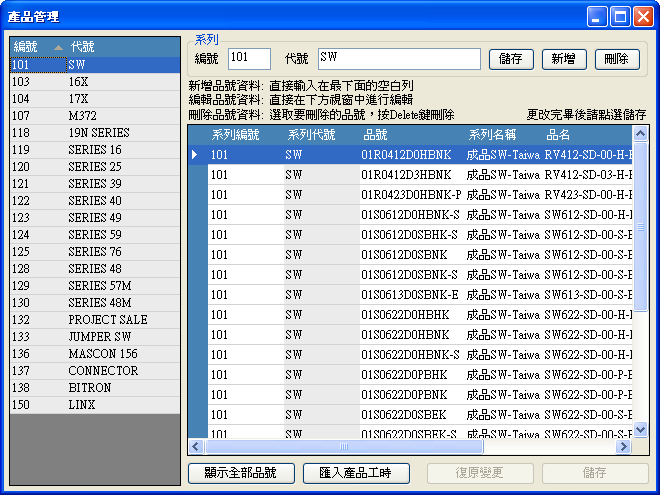 產品管理
編號 代號
101 SW
103 16X
104 17X
107 M372
118 19N SERIES
119 SERIES 16
120 SERIES 25
121 SERIES 39
122 SERIES 40
123 SERIES 49
124 SERIES 59
125 SERIES 76
128 SERIES 48
129 SERIES 57M
130 SERIES 48M
132 PROJECT SALE
133 JUMPER SW
136 MASCON 156
137 CONNECTOR
138 BITRON
150 LINX
系列
編號 101 代號 SW 儲存 新增 刪除
新增品號資料: 直接輸入在最下面的空白列
編輯品號資料: 直接在下方視窗中進行編輯
刪除品號資料: 選取要刪除的品號，按Delete鍵刪除 更改完畢後請點選儲存
系列編號 系列代號 品號 系列名稱 品名
101 SW 01R0412D0HBNK 成品SW-Taiwa RV412-SD-00-H-
101 SW 01R0412D3HBNK 成品SW-Taiwa RV412-SD-03-H-
101 SW 01R0423D0HBNK-P 成品SW-Taiwa RV423-SD-00-H-
101 SW 01S0612D0HBNK-S 成品SW-Taiwa SW612-SD-00-H-
101 SW 01S0612D0SBHK-S 成品SW-Taiwa SW612-SD-00-S-
101 SW 01S0612D0SBNK 成品SW-Taiwa SW612-SD-00-S-
101 SW 01S0612D0SBNK-S 成品SW-Taiwa SW612-SD-00-S-
101 SW 01S0613D0SBNK-E 成品SW-Taiwa SW613-SD-00-S-
101 SW 01S0622D0HBHK 成品SW-Taiwa SW622-SD-00-H-
101 SW 01S0622D0HBNK 成品SW-Taiwa SW622-SD-00-H-
101 SW 01S0622D0HBNK-S 成品SW-Taiwa SW622-SD-00-H-
101 SW 01S0622D0PBHK 成品SW-Taiwa SW622-SD-00-P-
101 SW 01S0622D0PBNK 成品SW-Taiwa SW622-SD-00-P-
101 SW 01S0622D0SBEK 成品SW-Taiwa SW622-SD-00-S-
101 SW 01S0622D0SBEK-S 成品SW-Taiwa SW622-SD-00-S-
顯示全部品號 匯入產品工時 復原變更 儲存